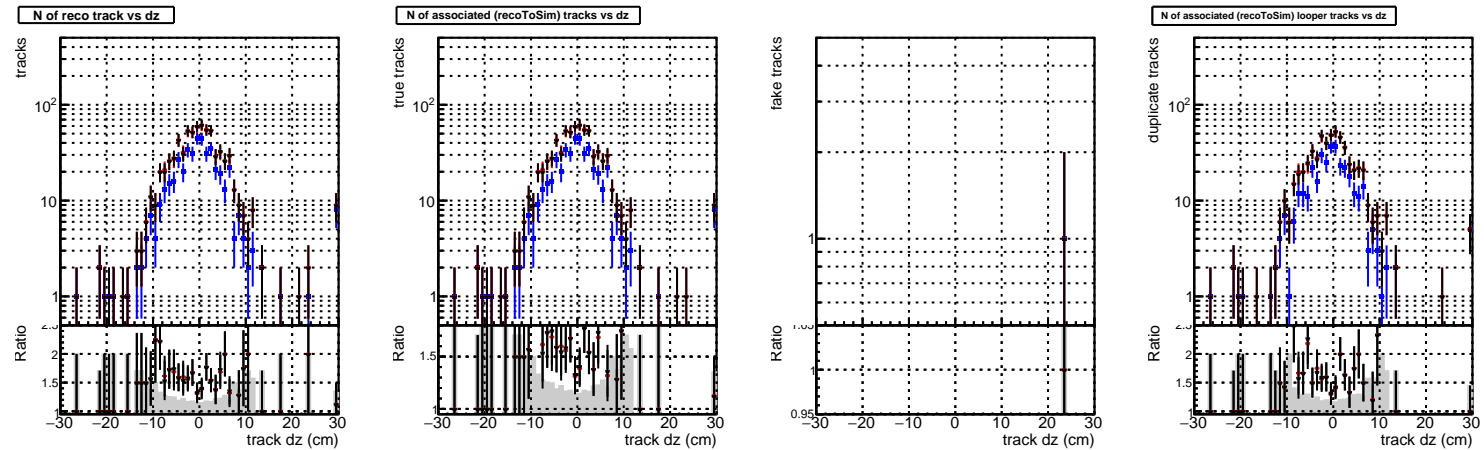 N of reco track vs dz
tracks
10²
10
1
Ratio
2.5
2
1.5
1
−30 −20 −10 0 10 20 30
track dz (cm)
N of associated (recoToSim) tracks vs dz
true tracks
10²
10
1
Ratio
1.5
1
−30 −20 −10 0 10 20 30
track dz (cm)
fake tracks
1
Ratio
1.05
1
0.95
−30 −20 −10 0 10 20 30
track dz (cm)
N of associated (recoToSim) looper tracks vs dz
duplicate tracks
10²
10
1
Ratio
2.5
2
1.5
1
−30 −20 −10 0 10 20 30
track dz (cm)